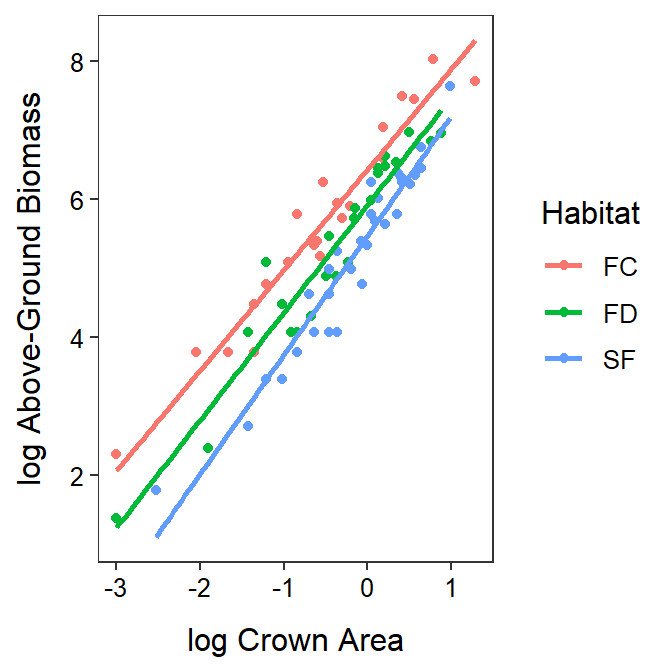 log Above-Ground Biomass
8
6
4
2
-3 -2 -1 0 1
log Crown Area
Habitat
FC
FD
SF